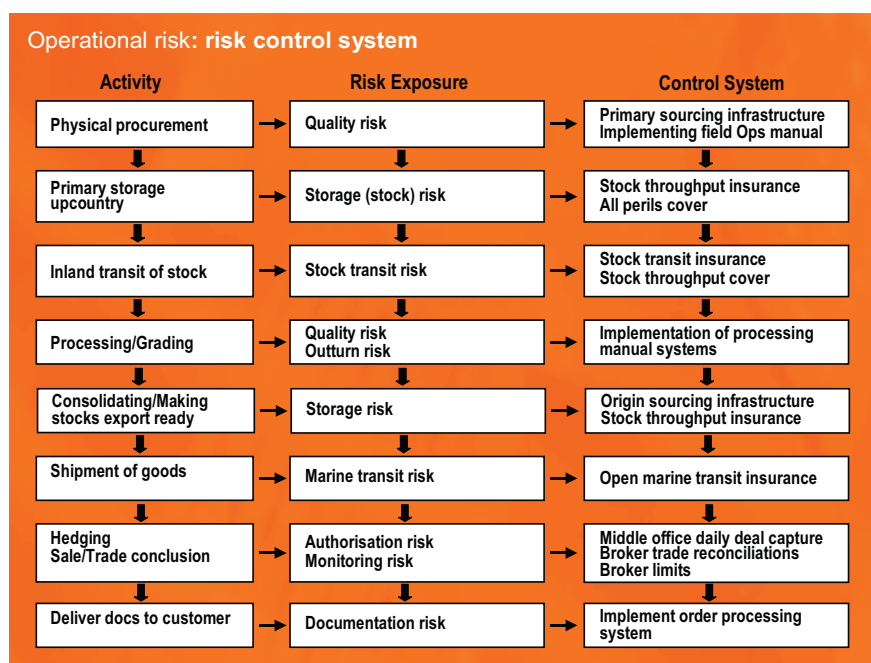 Operational risk: risk control system
Activity
Risk Exposure
Control System
Physical procurement
Quality risk
Primary sourcing infrastructure
Implementing field Ops manual
Primary storage
upcountry
Storage (stock) risk
Stock throughput insurance
All perils cover
Inland transit of stock
Stock transit risk
Stock transit insurance
Stock throughput cover
Processing/Grading
Quality risk
Outturn risk
Implementation of processing
manual systems
Consolidating/Making
stocks export ready
Storage risk
Origin sourcing infrastructure
Stock throughput insurance
Shipment of goods
Marine transit risk
Open marine transit insurance
Hedging
Sale/Trade conclusion
Authorisation risk
Monitoring risk
Middle office daily deal capture
Broker trade reconciliations
Broker limits
Deliver docs to customer
Documentation risk
Implement order processing
system